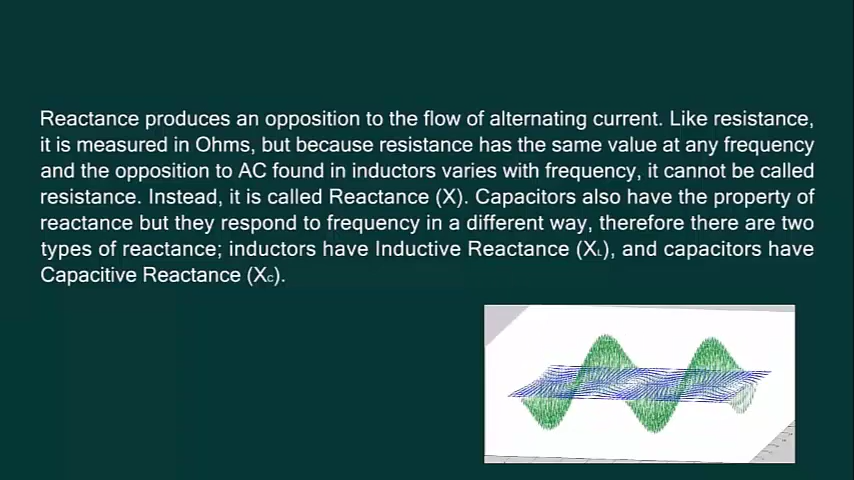 Reactance produces an opposition to the flow of alternating current. Like resistance,
it is measured in Ohms, but because resistance has the same value at any frequency
and the opposition to AC found in inductors varies with frequency, it cannot be called
resistance. Instead, it is called Reactance (X). Capacitors also have the property of
reactance but they respond to frequency in a different way, therefore there are two
types of reactance; inductors have Inductive Reactance (XL), and capacitors have
Capacitive Reactance (XC).